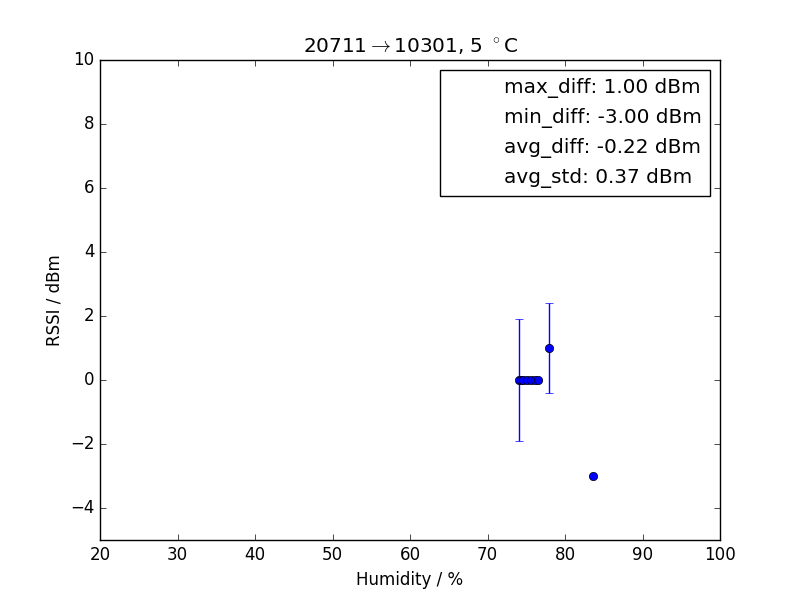 20711→10301, 5 °C
max_diff: 1.00 dBm
min_diff: -3.00 dBm
avg_diff: -0.22 dBm
avg_std: 0.37 dBm
RSSI / dBm
10
8
6
4
2
0
−2
−4
20 30 40 50 60 70 80 90 100
Humidity / %